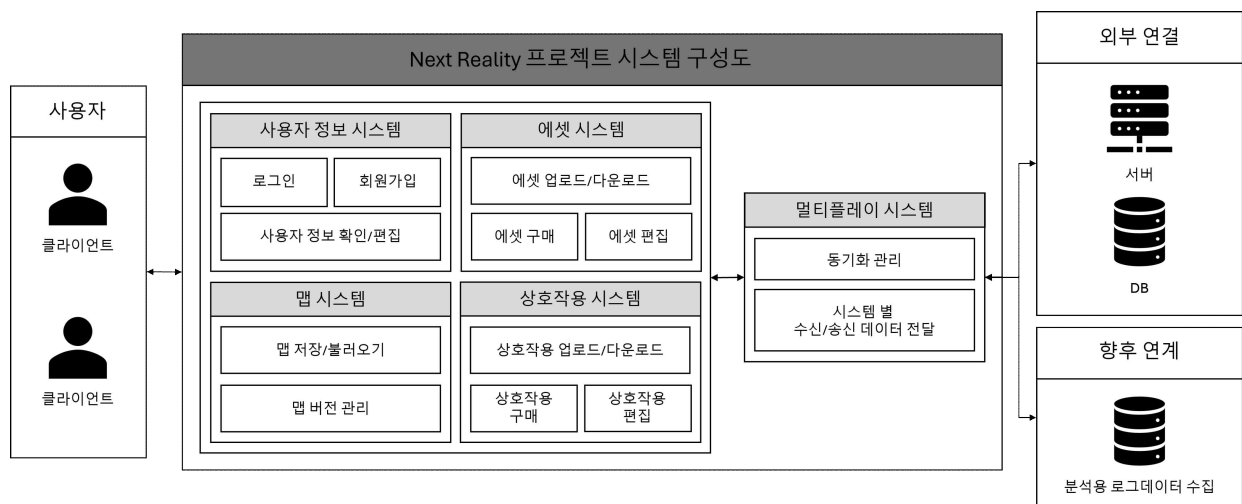 Next Reality 프로젝트 시스템 구성도
사용자
클라이언트
클라이언트
사용자 정보 시스템
로그인
회원가입
사용자 정보 확인/편집
에셋 시스템
에셋 업로드/다운로드
에셋 구매
에셋 편집
맵 시스템
맵 저장/불러오기
맵 버전 관리
상호작용 시스템
상호작용 업로드/다운로드
상호작용
구매
상호작용
편집
멀티플레이 시스템
동기화 관리
시스템 별
수신/송신 데이터 전달
외부 연결
서버
DB
향후 연계
분석용 로그데이터 수집